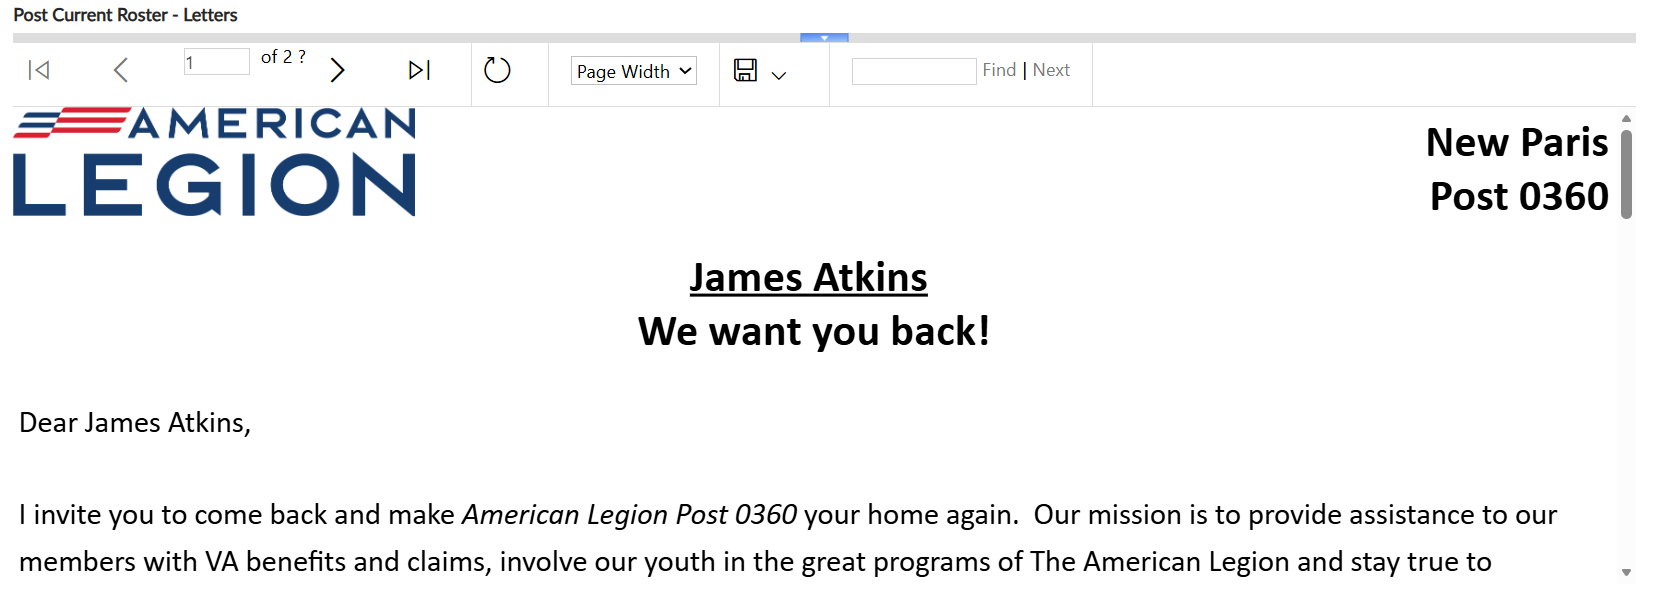 Post Current Roster - Letters
1 of 2 ? Page Width Find | Next
AMERICAN
LEGION
New Paris
Post 0360
James Atkins
We want you back!
Dear James Atkins,
I invite you to come back and make American Legion Post 0360 your home again.  Our mission is to provide assistance to our
members with VA benefits and claims, involve our youth in the great programs of The American Legion and stay true to